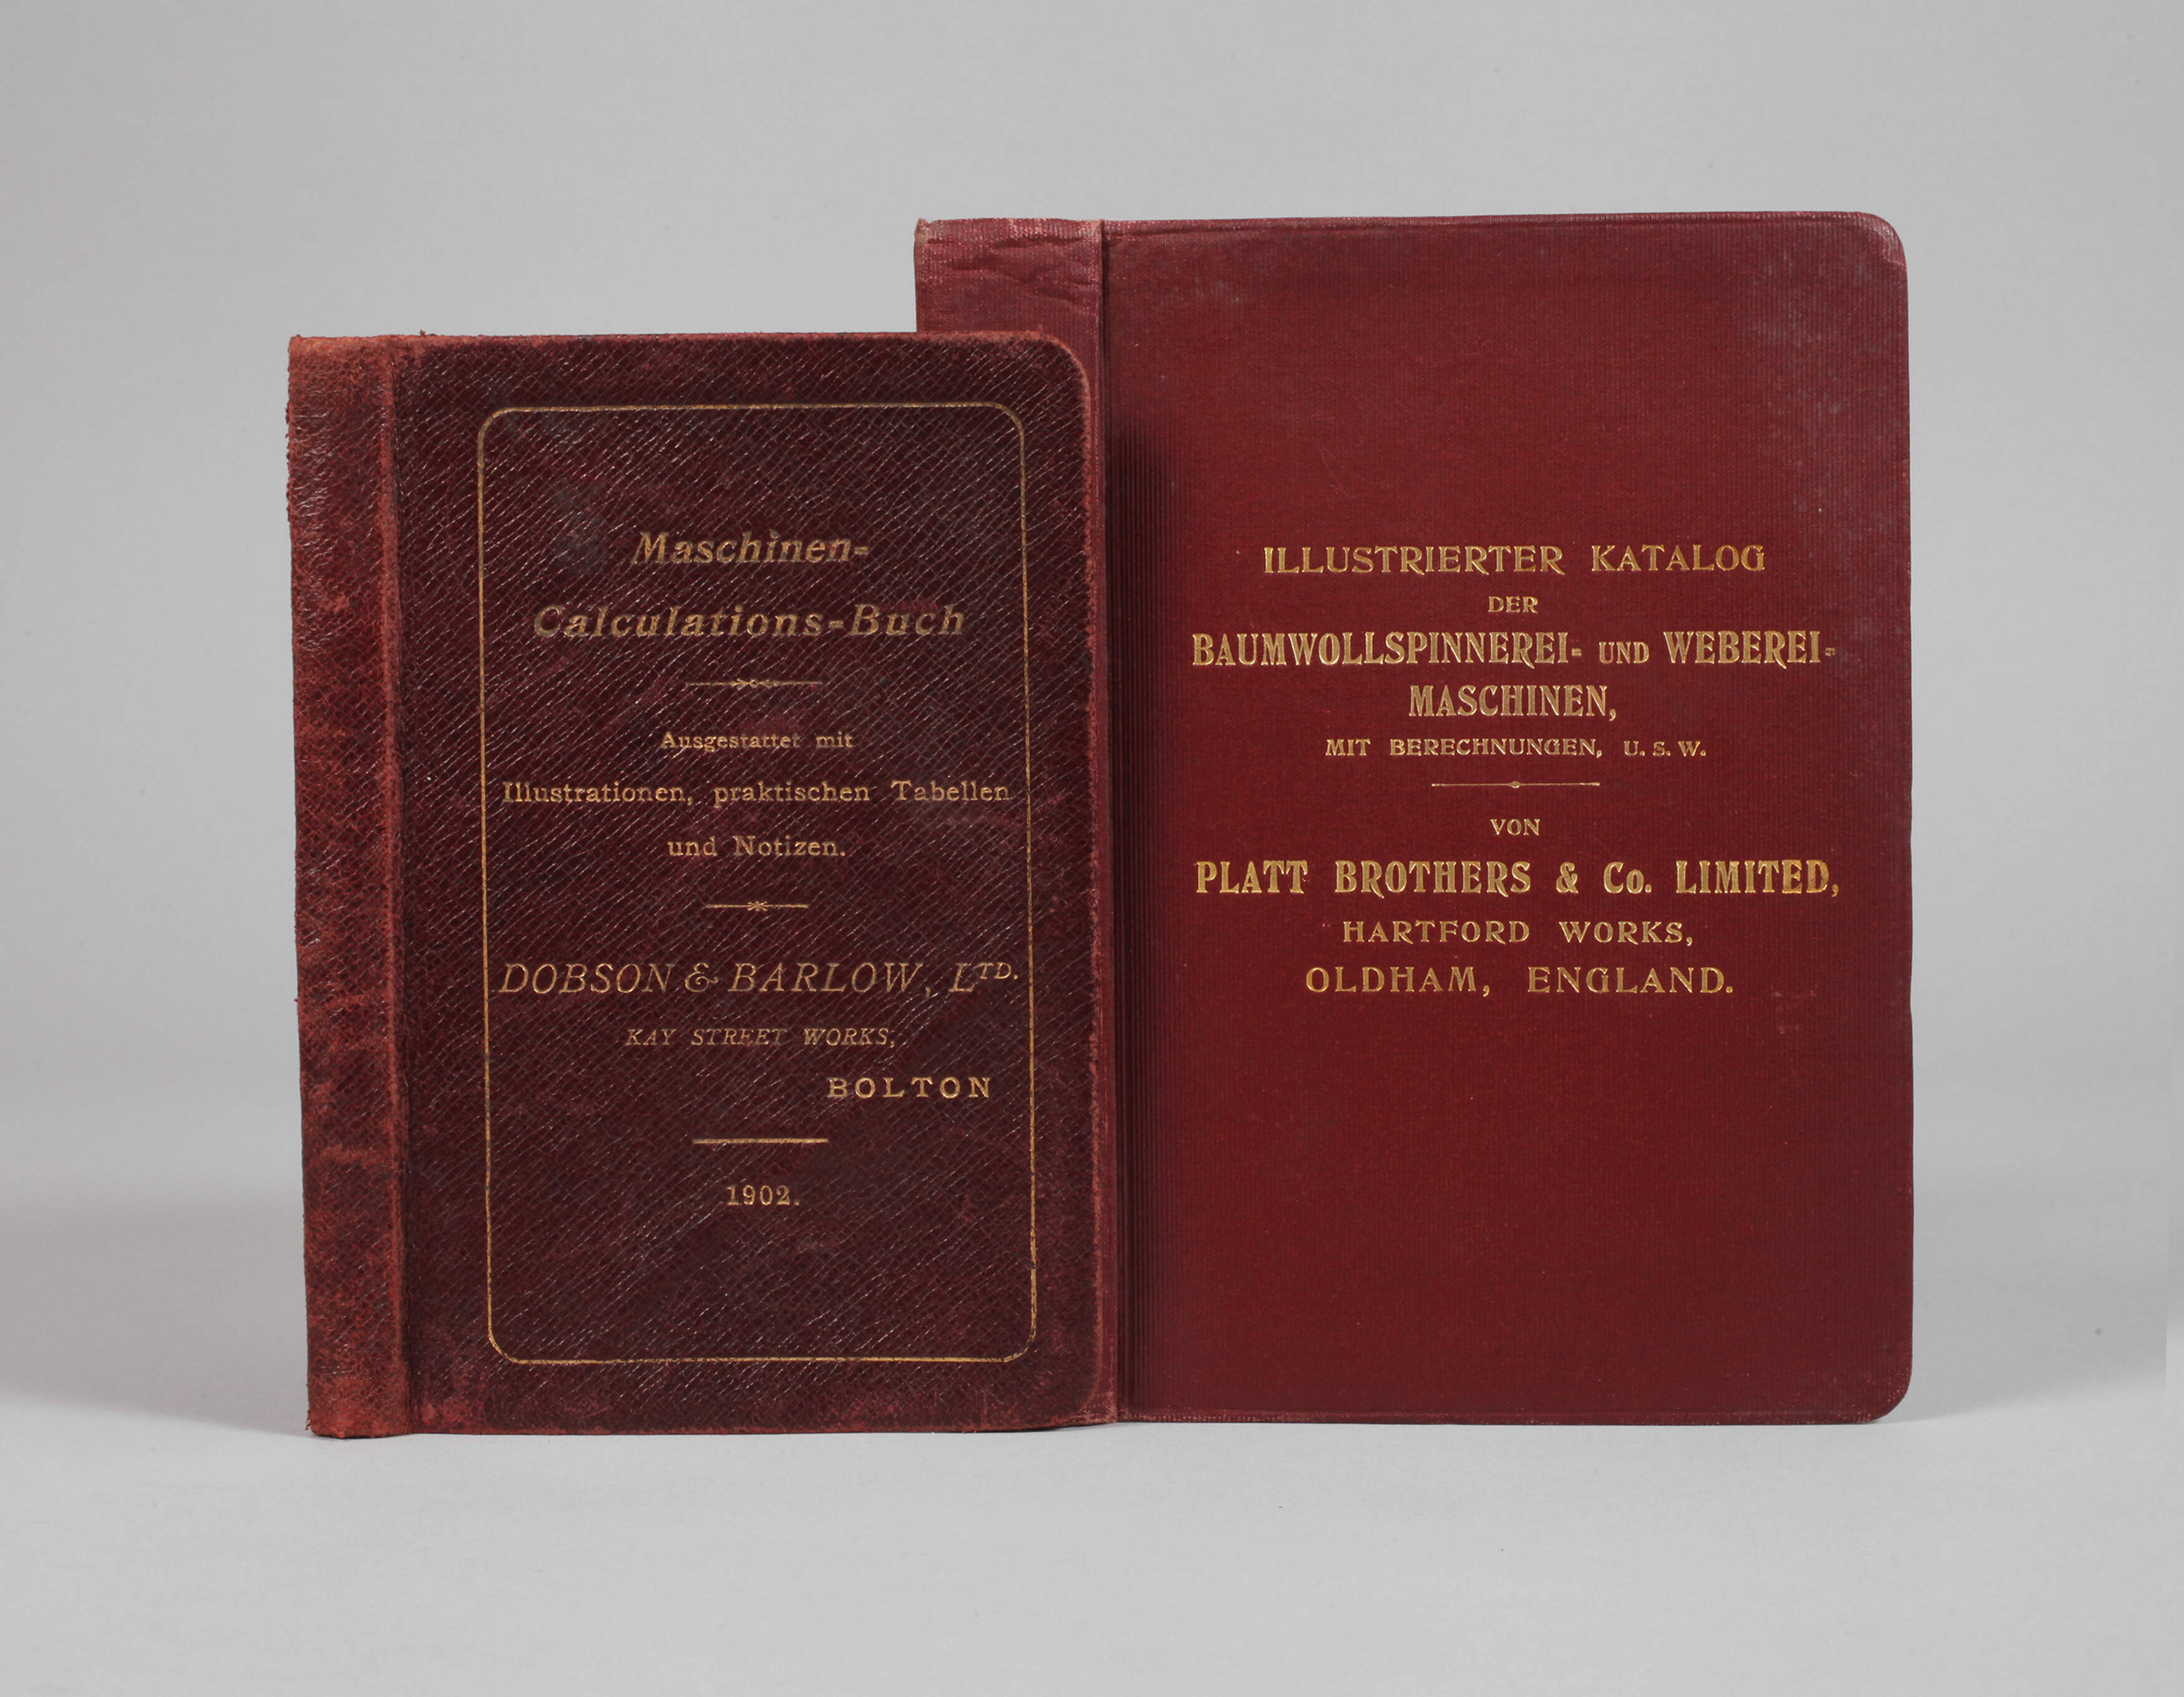 Maschinen-
Calculations-Buch
Ausgestattet mit
Illustrationen, praktischen Tabellen
und Notizen.
DOBSON & BARLOW, LTD.
KAY STREET WORKS,
BOLTON
1902.
ILLUSTRIERTER KATALOG
DER
BAUMWOLLSPINNEREI- UND WEBEREI-
MASCHINEN,
MIT BERECHNUNGEN, U. S. W.
VON
PLATT BROTHERS & Co. LIMITED,
HARTFORD WORKS,
OLDHAM, ENGLAND.